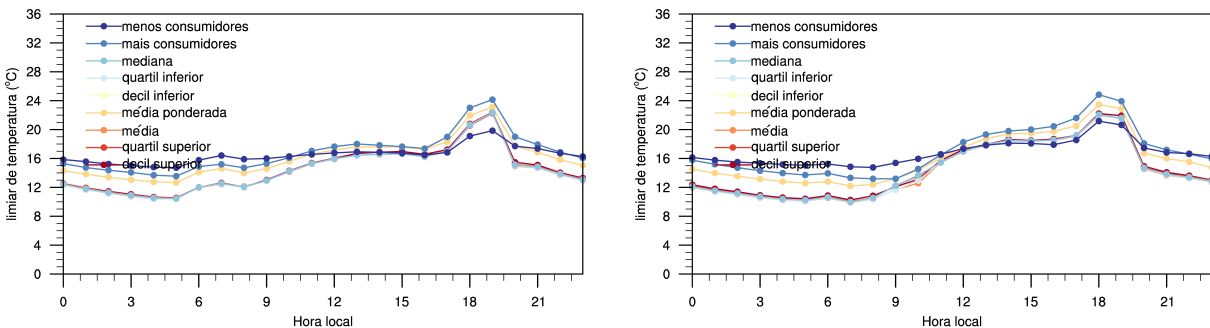 36
32
28
24
20
16
12
8
4
0
limiar de temperatura (°C)
menos consumidores
mais consumidores
mediana
quartil inferior
decil inferior
média ponderada
média
quartil superior
decil superior
0 3 6 9 12 15 18 21
Hora local
36
32
28
24
20
16
12
8
4
0
limiar de temperatura (°C)
menos consumidores
mais consumidores
mediana
quartil inferior
decil inferior
média ponderada
média
quartil superior
decil superior
0 3 6 9 12 15 18 21
Hora local